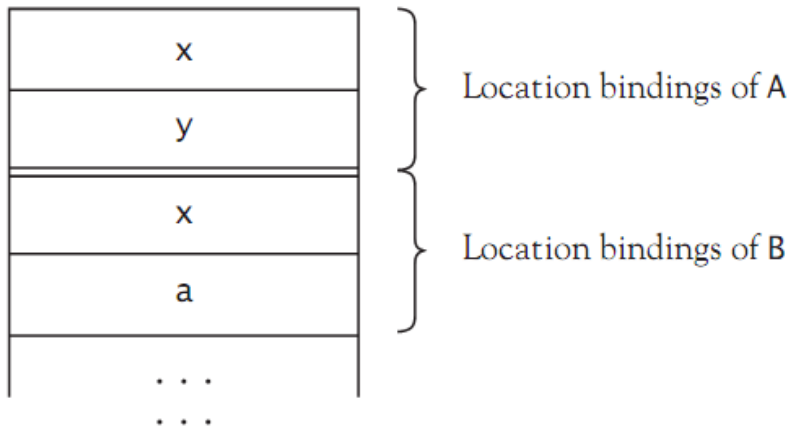 x
Location bindings of A
y
x
Location bindings of B
a
. . .
. . .